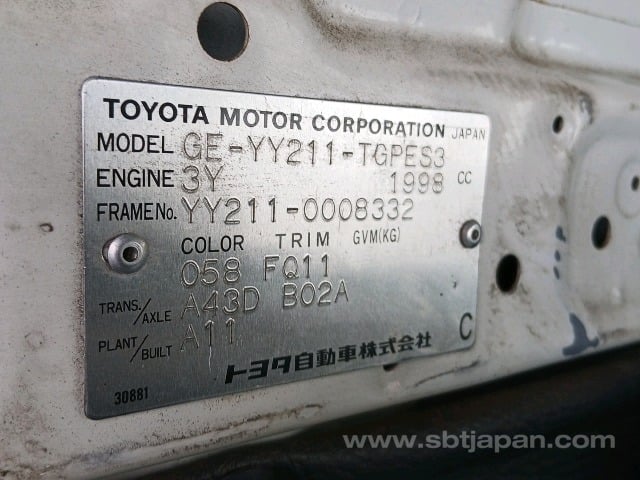 TOYOTA MOTOR CORPORATION JAPAN
MODEL GE-YY211-TGPES3
ENGINE 3Y 1998 CC
FRAME No. YY211-0008332
COLOR TRIM GVM(KG)
058 FQ11
TRANS./AXLE A43D B02A
PLANT/BUILT A11
C
トヨタ自動車株式会社
30881
www.sbtjapan.com